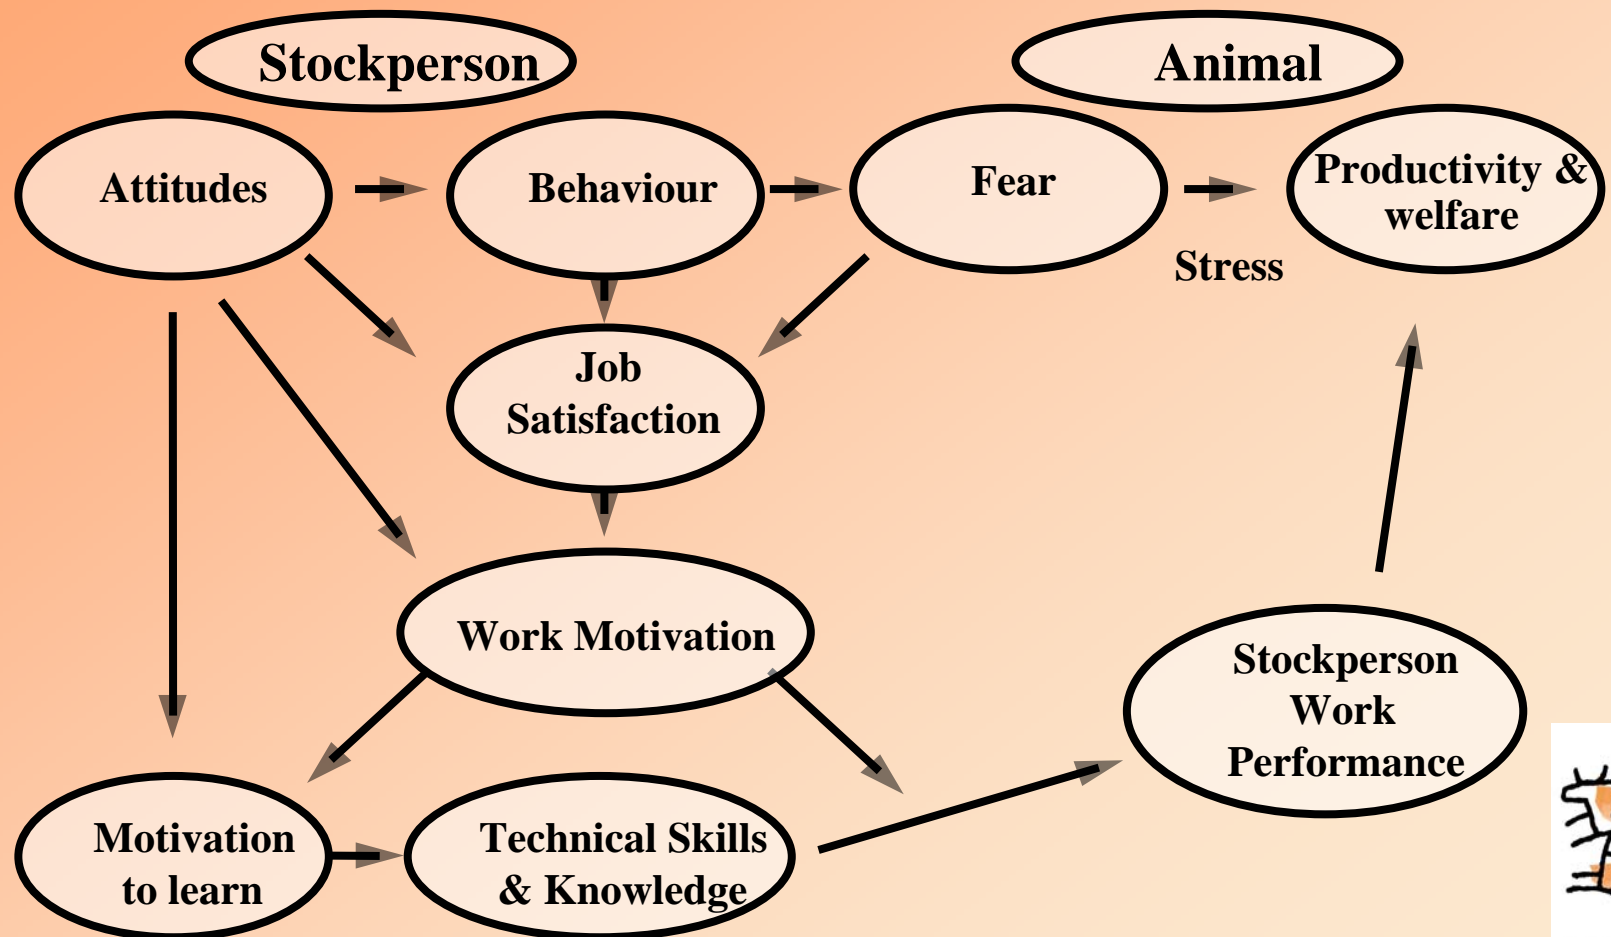 Stockperson
Animal
Attitudes
Behaviour
Fear
Productivity &
welfare
Stress
Job
Satisfaction
Work Motivation
Stockperson
Work
Performance
Motivation
to learn
Technical Skills
& Knowledge